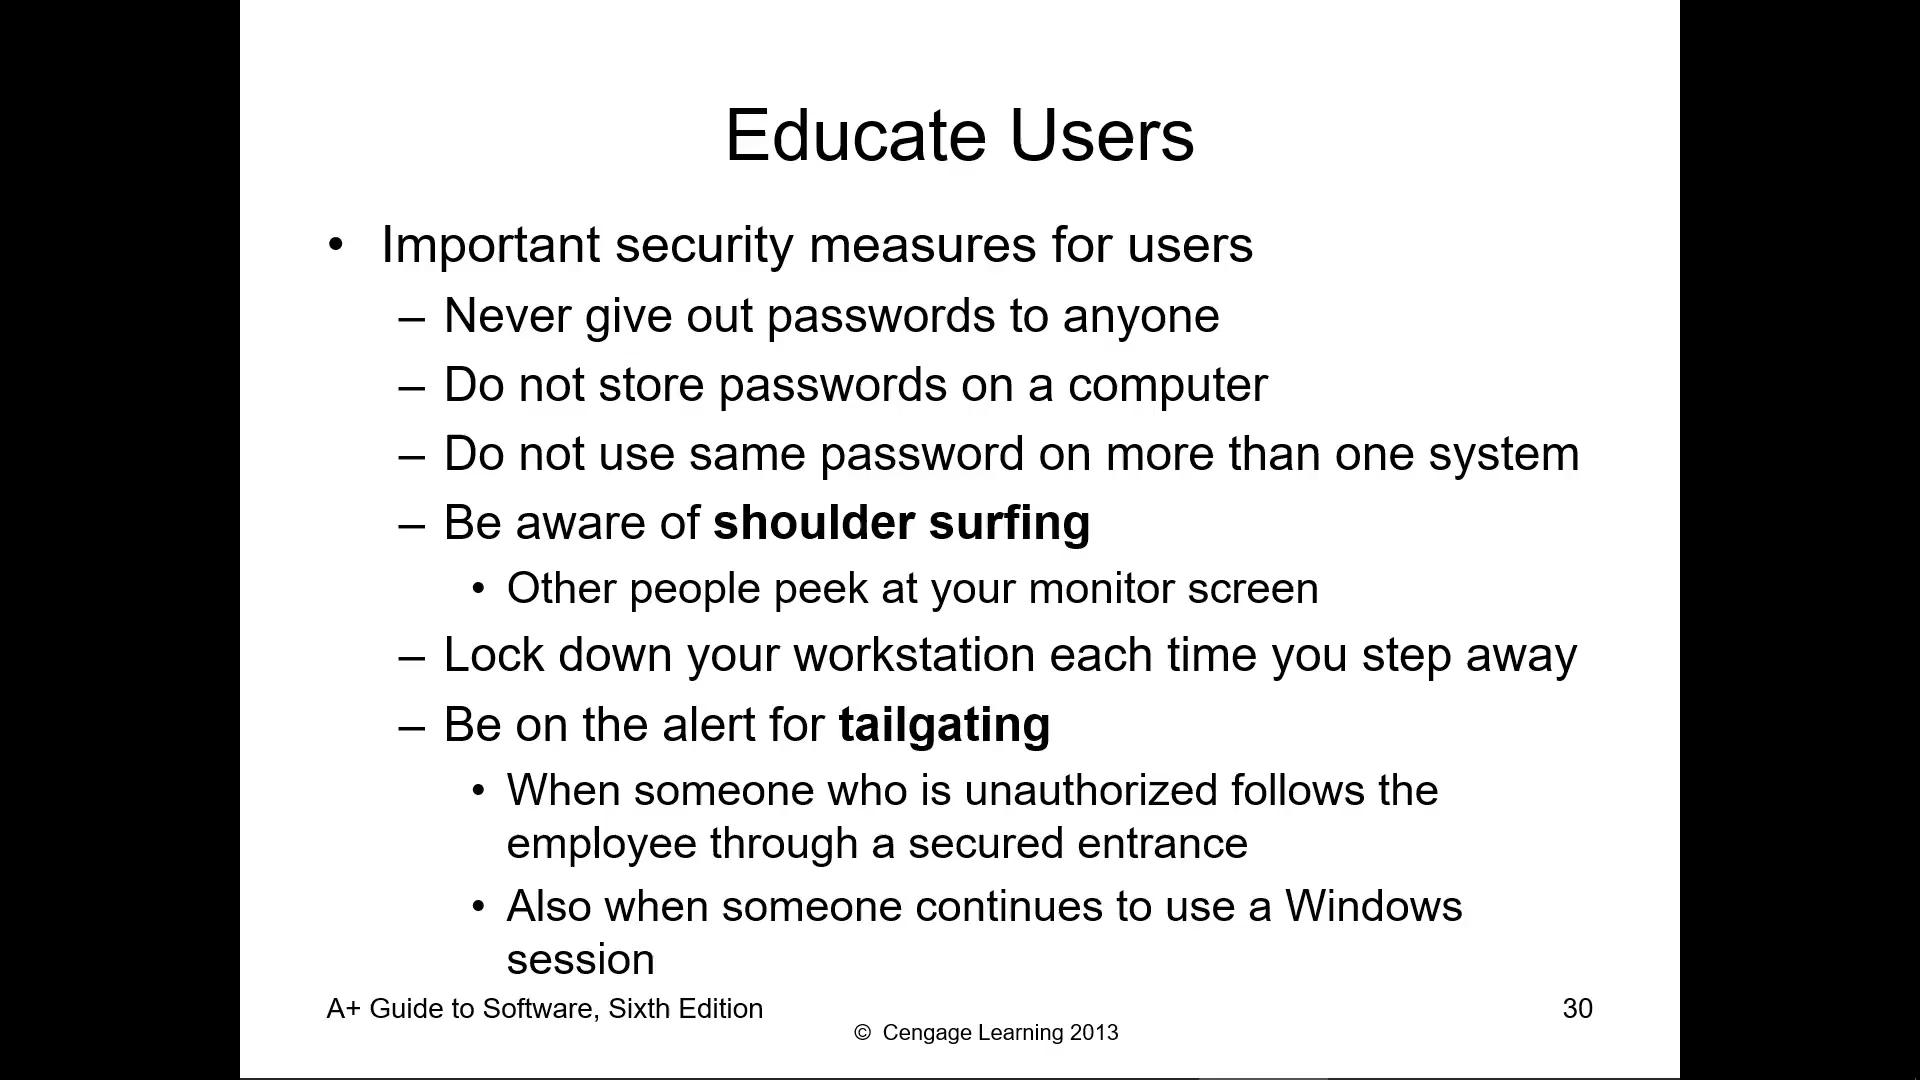 Educate Users
• Important security measures for users
– Never give out passwords to anyone
– Do not store passwords on a computer
– Do not use same password on more than one system
– Be aware of shoulder surfing
• Other people peek at your monitor screen
– Lock down your workstation each time you step away
– Be on the alert for tailgating
• When someone who is unauthorized follows the
employee through a secured entrance
• Also when someone continues to use a Windows
session
A+ Guide to Software, Sixth Edition
30
© Cengage Learning 2013